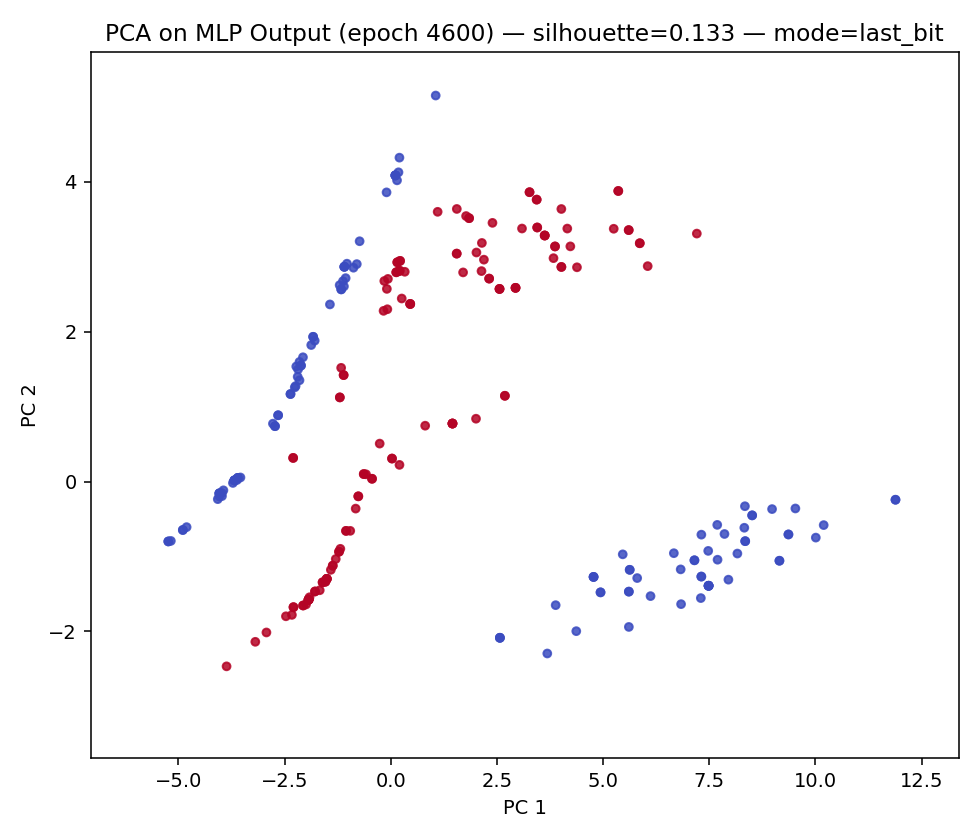 PCA on MLP Output (epoch 4600) — silhouette=0.133 — mode=last_bit
4
2
0
−2
PC 2
−5.0 −2.5 0.0 2.5 5.0 7.5 10.0 12.5
PC 1